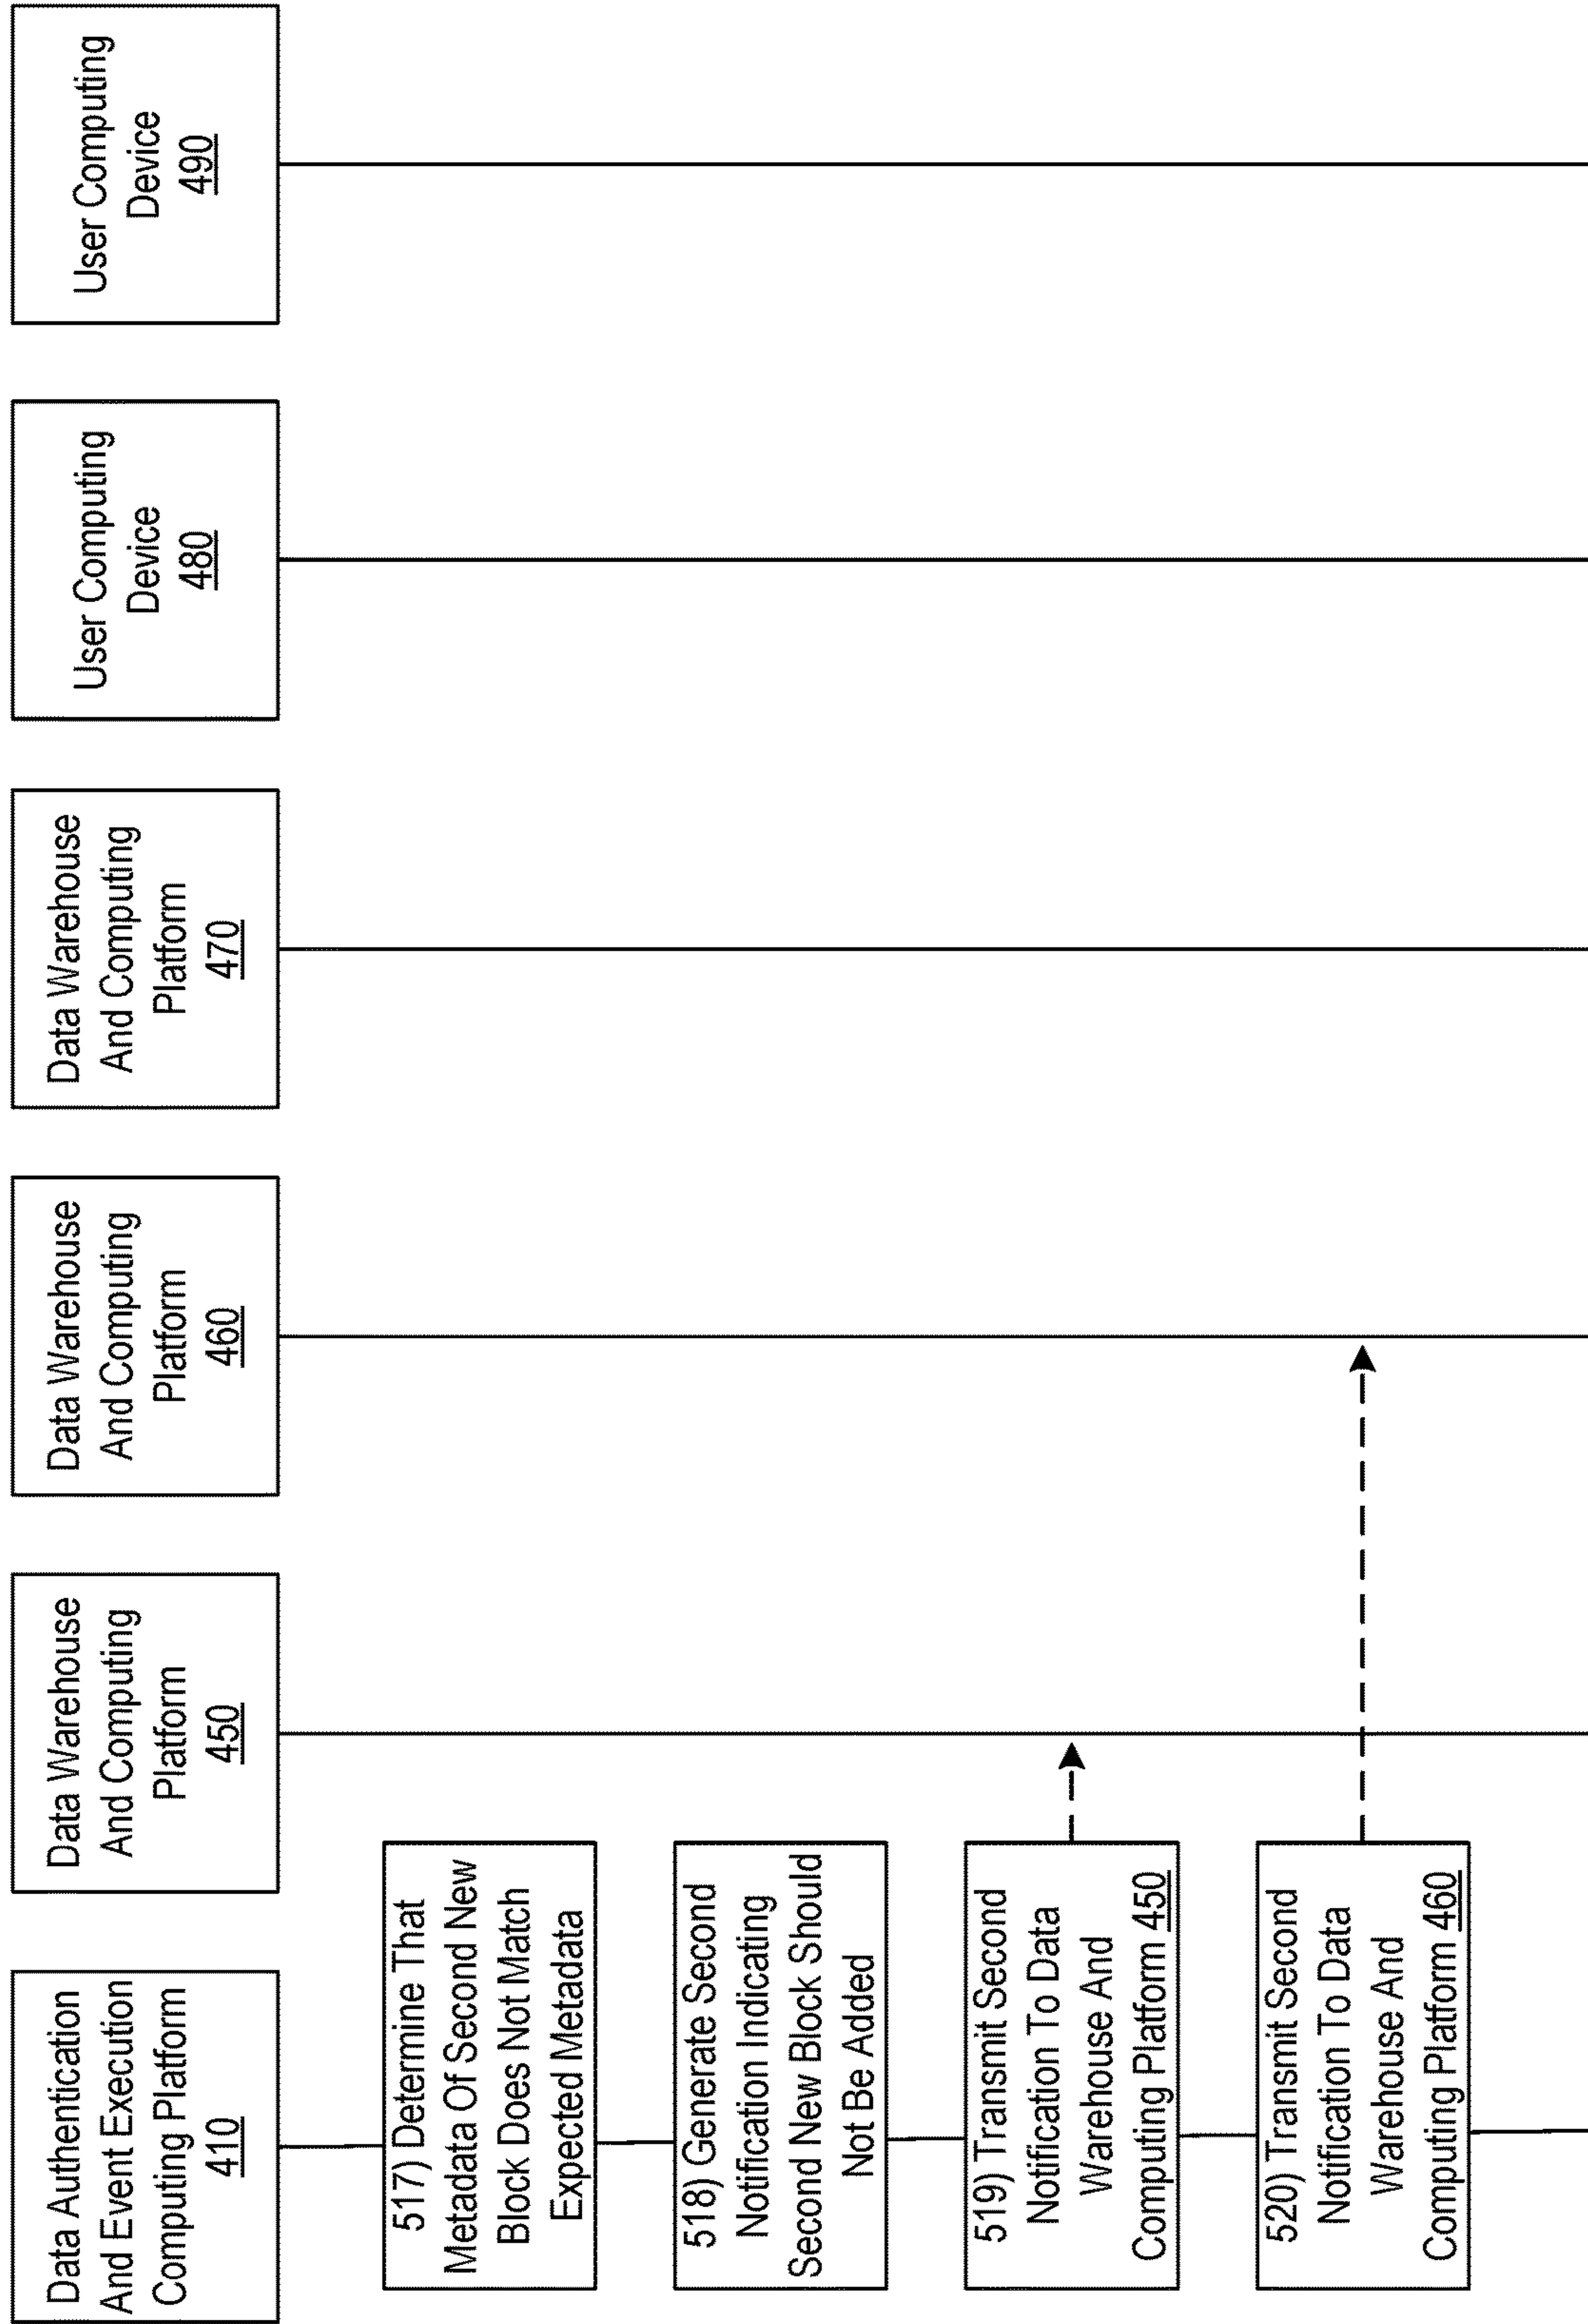 Data Authentication
And Event Execution
Computing Platform
410
Data Warehouse
And Computing
Platform
450
Data Warehouse
And Computing
Platform
460
Data Warehouse
And Computing
Platform
470
User Computing
Device
480
User Computing
Device
490
517) Determine That
Metadata Of Second New
Block Does Not Match
Expected Metadata
518) Generate Second
Notification Indicating
Second New Block Should
Not Be Added
519) Transmit Second
Notification To Data
Warehouse And
Computing Platform 450
520) Transmit Second
Notification To Data
Warehouse And
Computing Platform 460